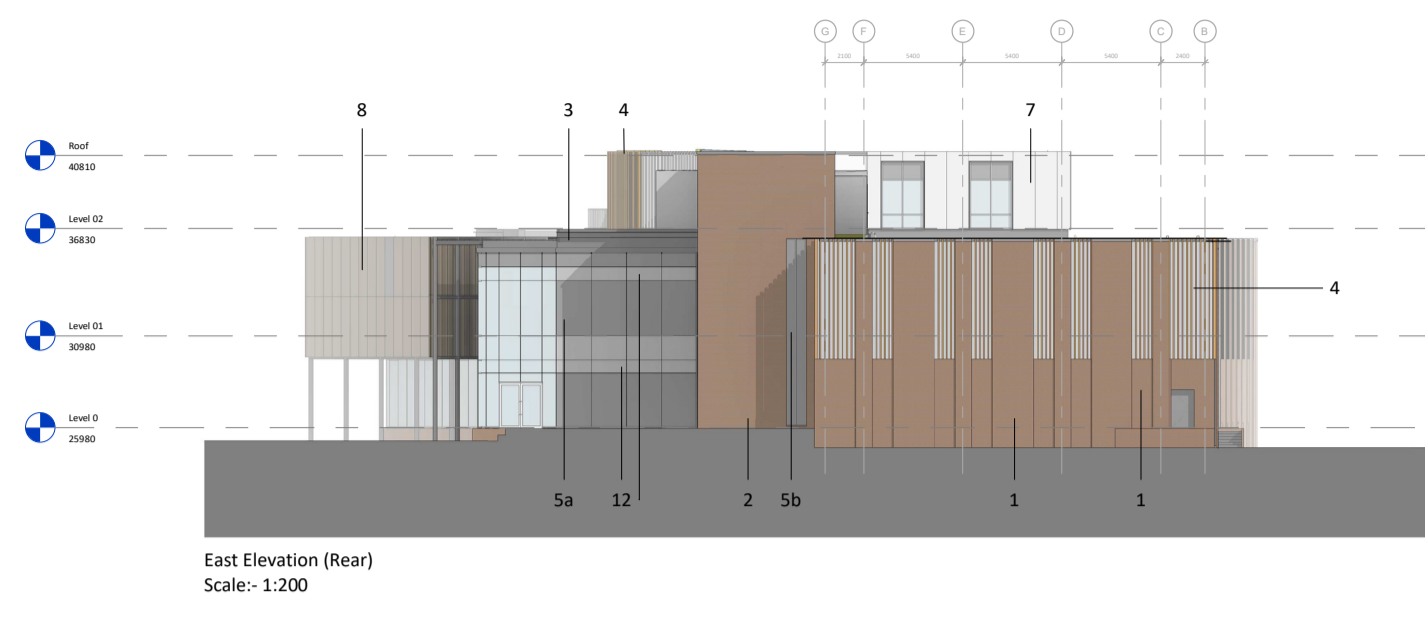 G F E D C B
2100 5400 5400 5400 2400
8 3 4 7
Roof
40810
Level 02
36830
4
Level 01
30980
Level 0
25980
5a 12 2 5b 1 1
East Elevation (Rear)
Scale:- 1:200